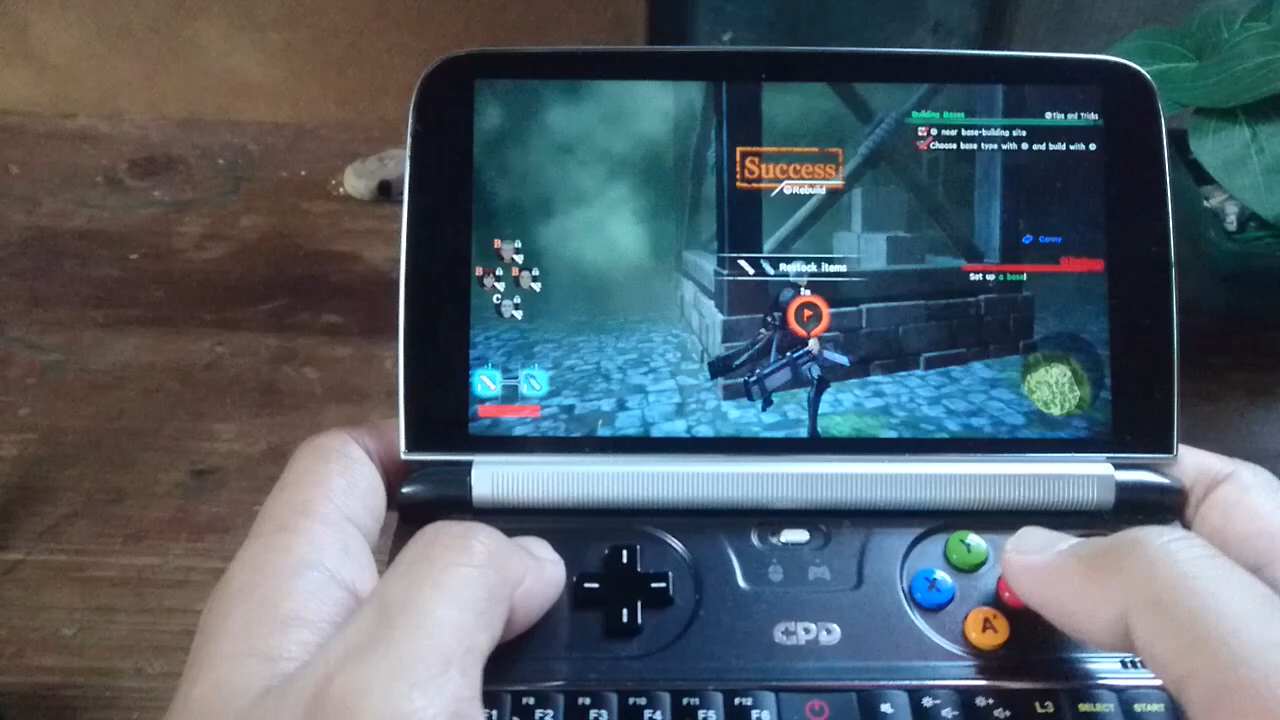 Building Bases
Tips and Tricks
near base-building site
Choose base type with and build with
Success
Rebuild
Conny
B
Restock items
Set up a base!
B B
C
Y
X
A
GPD
F8 F10 F11 F12
F1 F2 F3 F4 F5 F6
L3 SELECT START